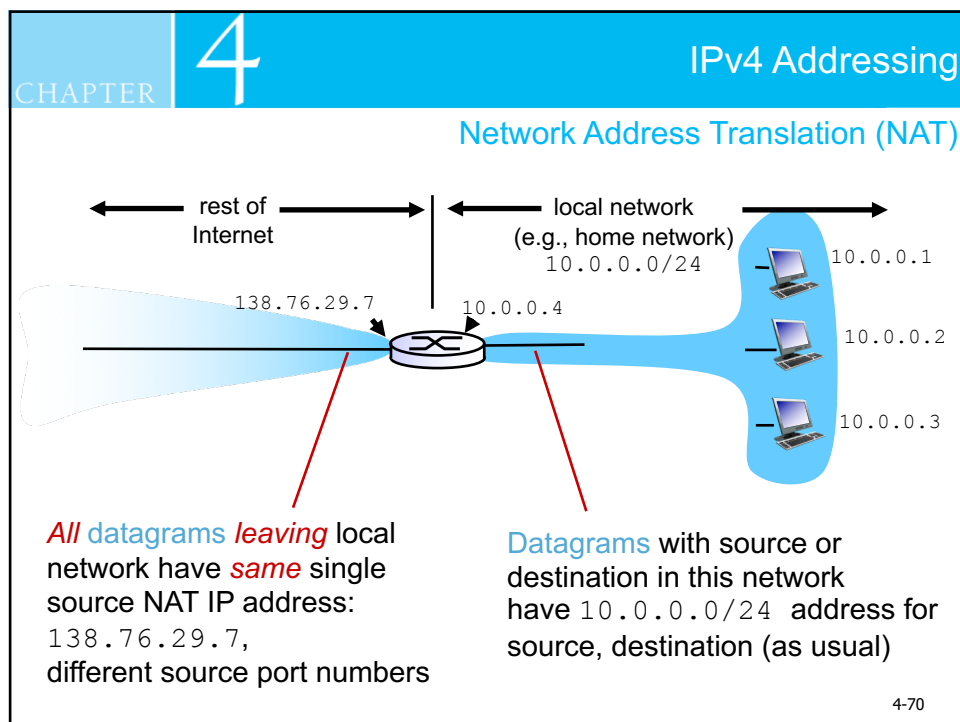 CHAPTER 4
IPv4 Addressing
Network Address Translation (NAT)
rest of
Internet
local network
(e.g., home network)
10.0.0.0/24
138.76.29.7
10.0.0.4
10.0.0.1
10.0.0.2
10.0.0.3
All datagrams leaving local
network have same single
source NAT IP address:
138.76.29.7,
different source port numbers
Datagrams with source or
destination in this network
have 10.0.0.0/24 address for
source, destination (as usual)
4-70